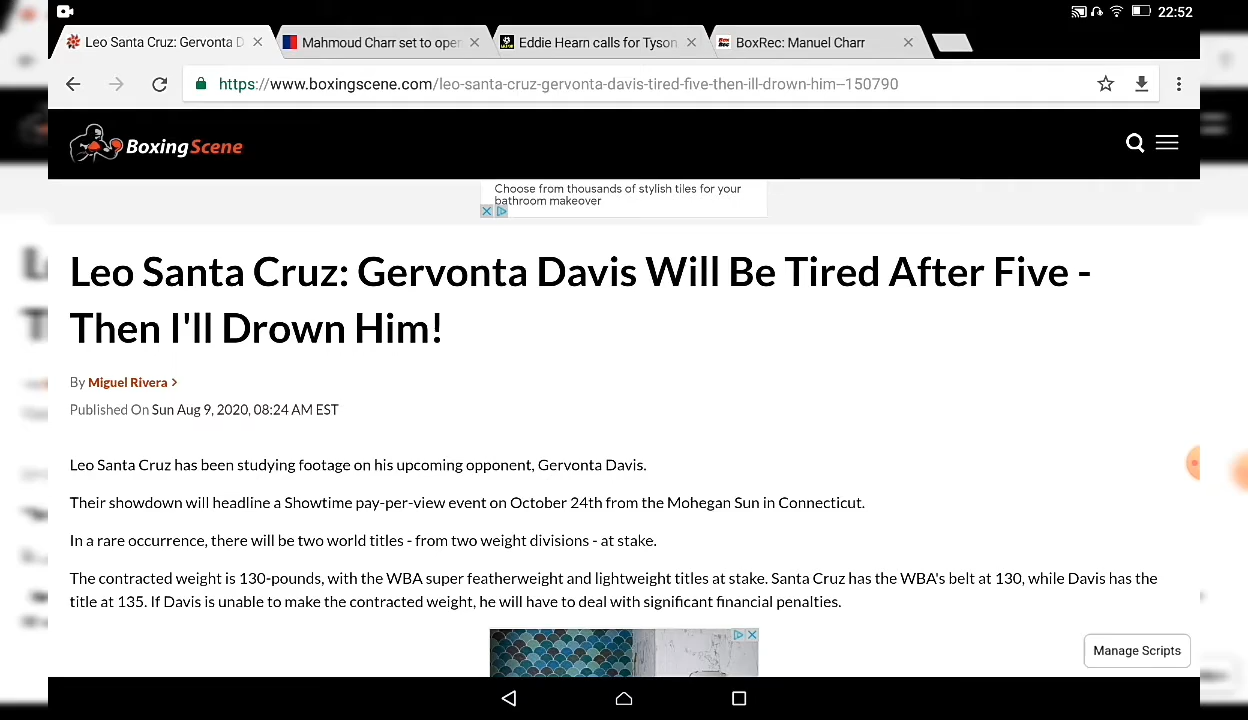 22:52
Leo Santa Cruz: Gervonta D
Mahmoud Charr set to oper
Eddie Hearn calls for Tyson
BoxRec: Manuel Charr
https://www.boxingscene.com/leo-santa-cruz-gervonta-davis-tired-five-then-ill-drown-him--150790
BoxingScene
Choose from thousands of stylish tiles for your
bathroom makeover
Leo Santa Cruz: Gervonta Davis Will Be Tired After Five -
Then I'll Drown Him!
By Miguel Rivera >
Published On Sun Aug 9, 2020, 08:24 AM EST
Leo Santa Cruz has been studying footage on his upcoming opponent, Gervonta Davis.
Their showdown will headline a Showtime pay-per-view event on October 24th from the Mohegan Sun in Connecticut.
In a rare occurrence, there will be two world titles - from two weight divisions - at stake.
The contracted weight is 130-pounds, with the WBA super featherweight and lightweight titles at stake. Santa Cruz has the WBA's belt at 130, while Davis has the
title at 135. If Davis is unable to make the contracted weight, he will have to deal with significant financial penalties.
Manage Scripts